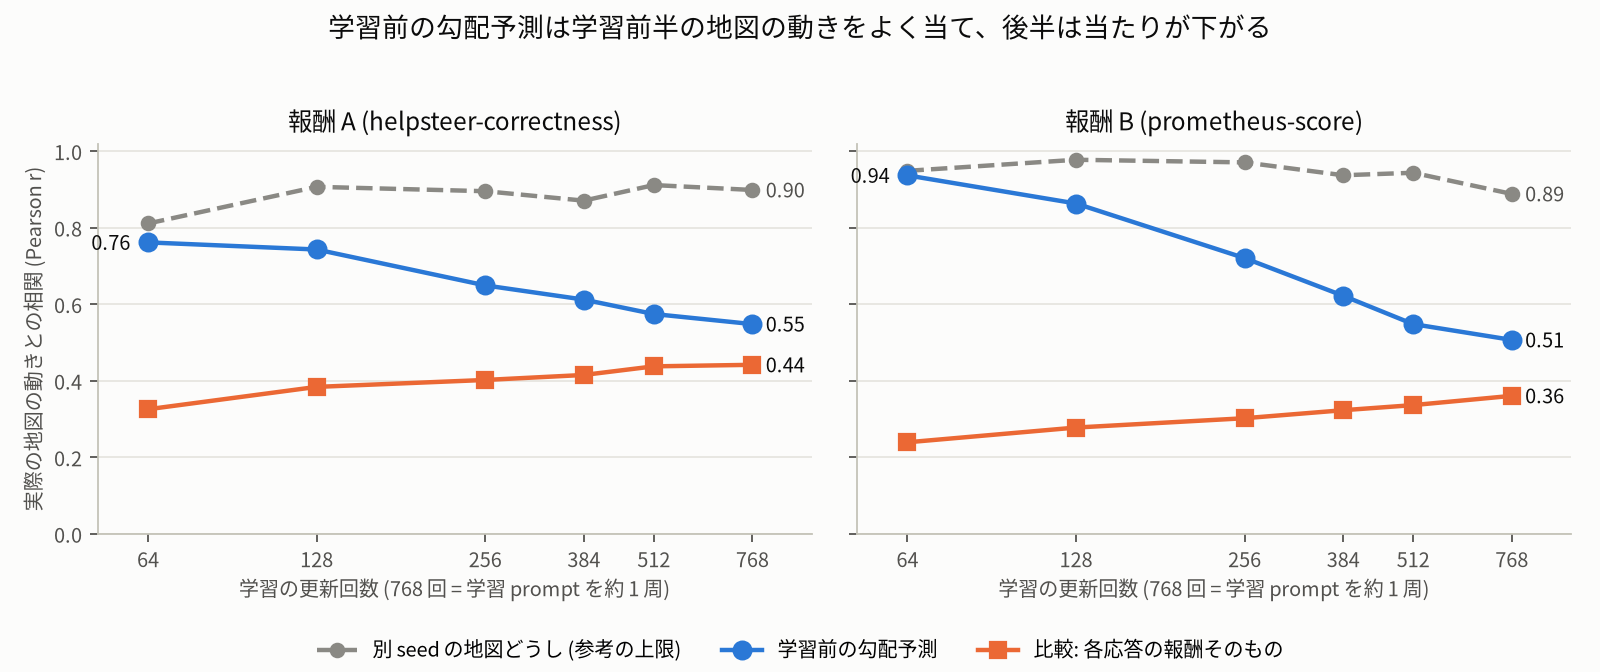 学習前の勾配予測は学習前半の地図の動きをよく当て、後半は当たりが下がる
報酬 A (helpsteer-correctness)
実際の地図の動きとの相関 (Pearson r)
1.0
0.8
0.6
0.4
0.2
0.0
0.76
0.90
0.55
0.44
64
128
256
384
512
768
学習の更新回数 (768 回 = 学習 prompt を約 1 周)
報酬 B (prometheus-score)
0.94
0.89
0.51
0.36
64
128
256
384
512
768
学習の更新回数 (768 回 = 学習 prompt を約 1 周)
別 seed の地図どうし (参考の上限)
学習前の勾配予測
比較: 各応答の報酬そのもの